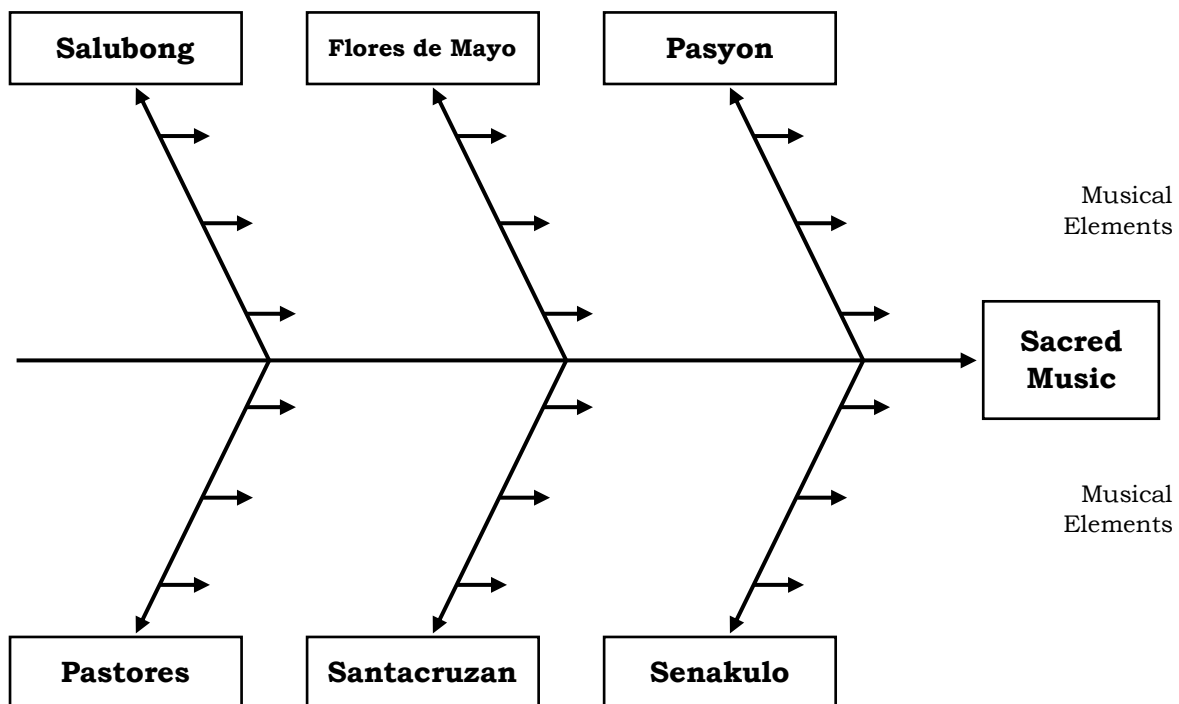 Salubong
Flores de Mayo
Pasyon
Musical
Elements
Sacred
Music
Musical
Elements
Pastores
Santacruzan
Senakulo